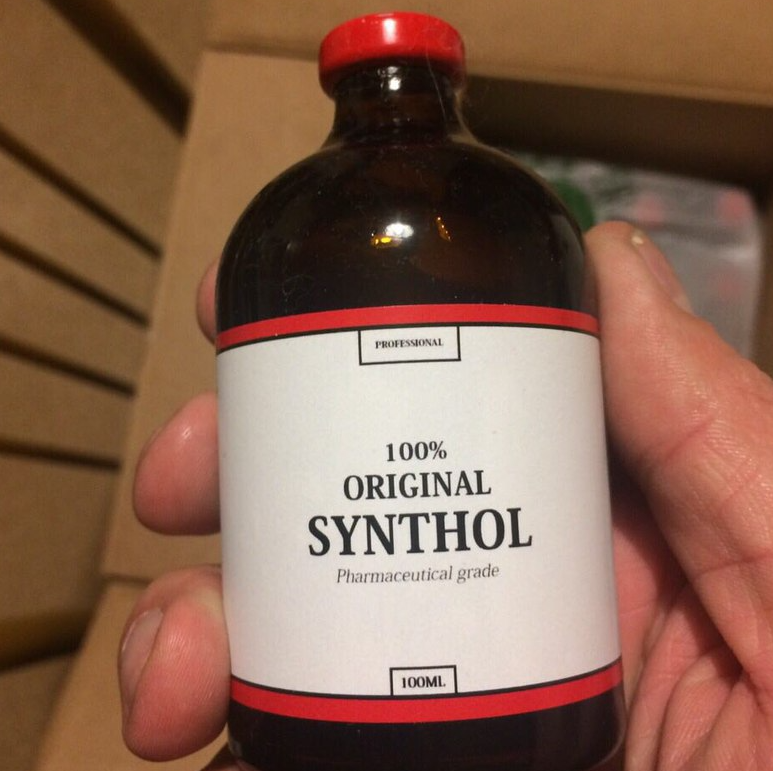 PROFESSIONAL
100%
ORIGINAL
SYNTHOL
Pharmaceutical grade
100ML